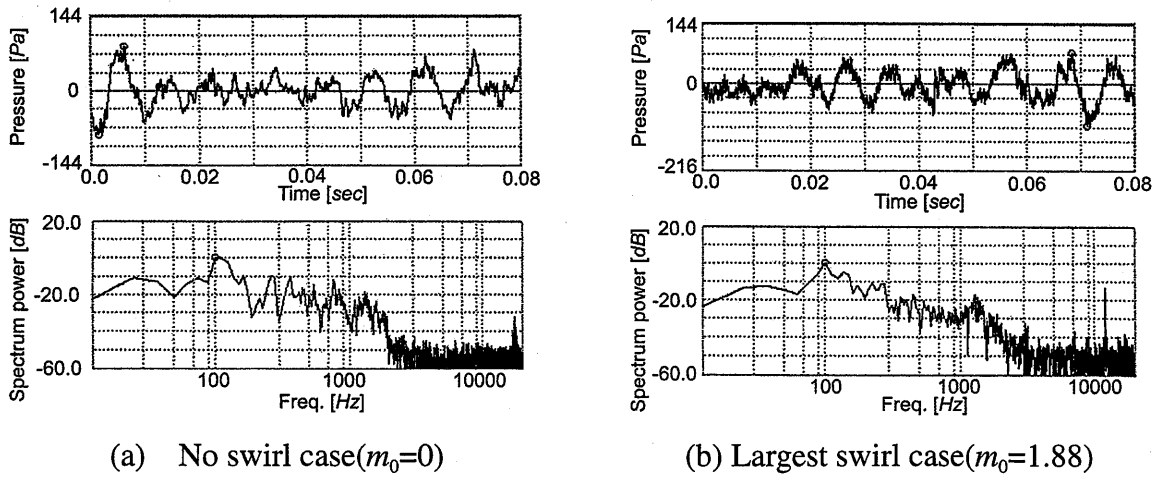 144
0
-144
Pressure [Pa]
0.0 0.02 0.04 0.06 0.08
Time [sec]
20.0
-20.0
-60.0
Spectrum power [dB]
100 1000 10000
Freq. [Hz]
(a) No swirl case(m₀=0)
144
0
-216
Pressure [Pa]
0.0 0.02 0.04 0.06 0.08
Time [sec]
20.0
-20.0
-60.0
Spectrum power [dB]
100 1000 10000
Freq. [Hz]
(b) Largest swirl case(m₀=1.88)